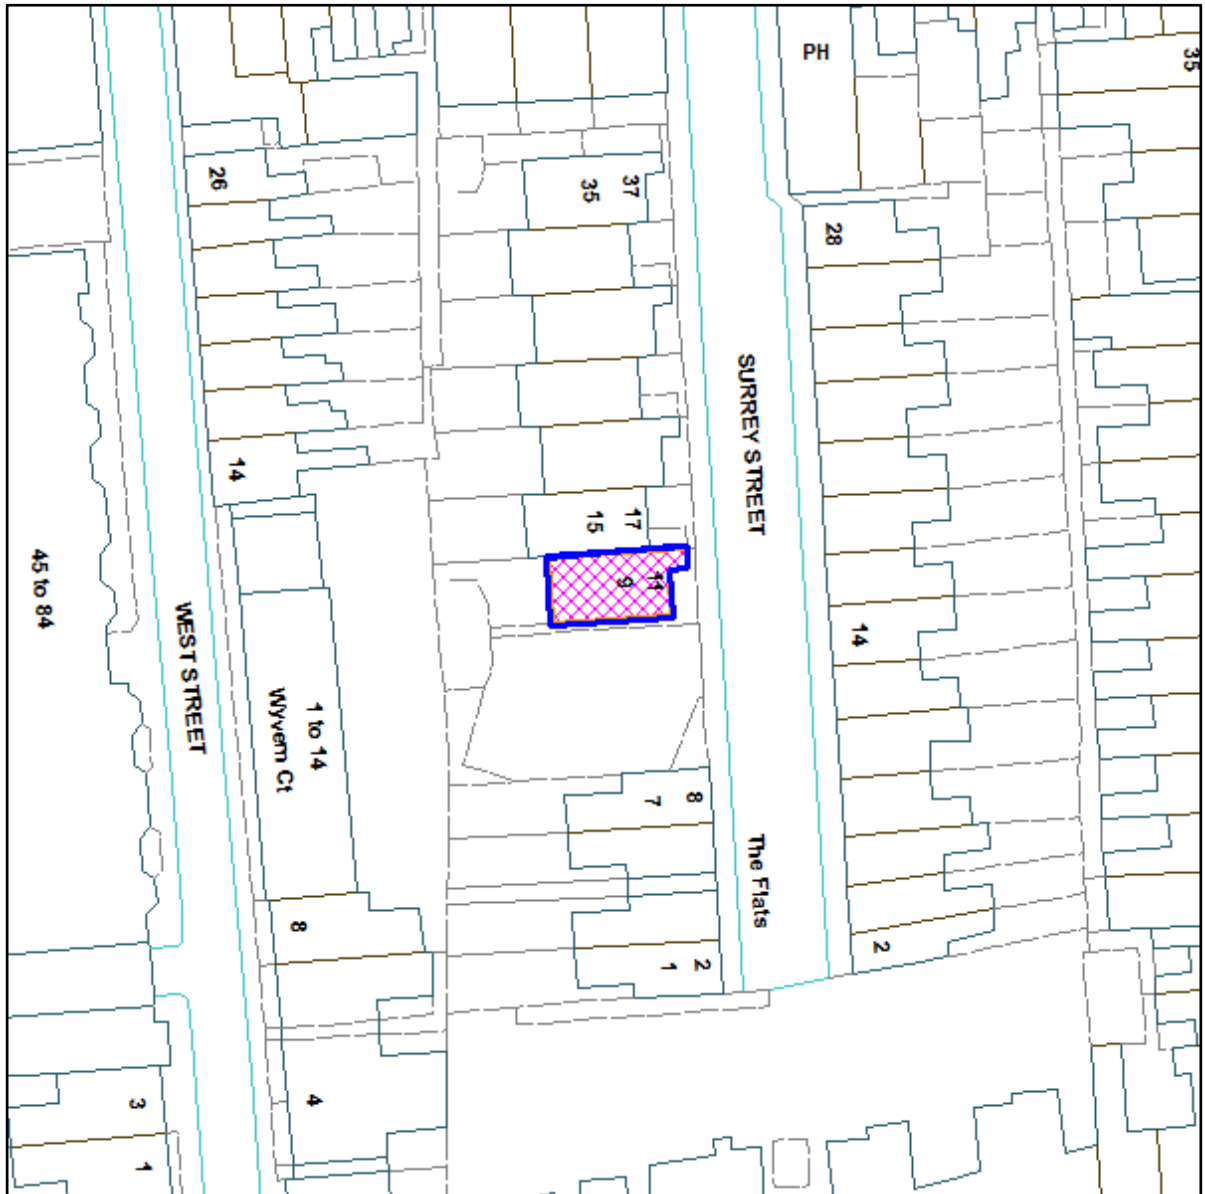 PH
35
26
35
37
28
SURREY STREET
14
15
17
9
11
14
45 to 84
WEST STREET
1 to 14
Wyvern Ct
7
8
The Flats
8
2
1
2
4
3
1